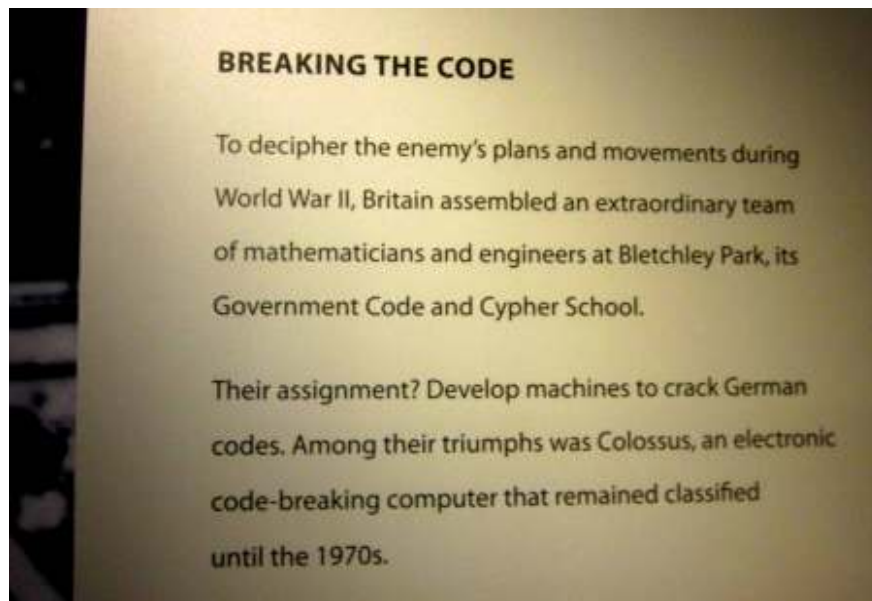 BREAKING THE CODE
To decipher the enemy's plans and movements during
World War II, Britain assembled an extraordinary team
of mathematicians and engineers at Bletchley Park, its
Government Code and Cypher School.
Their assignment? Develop machines to crack German
codes. Among their triumphs was Colossus, an electronic
code-breaking computer that remained classified
until the 1970s.